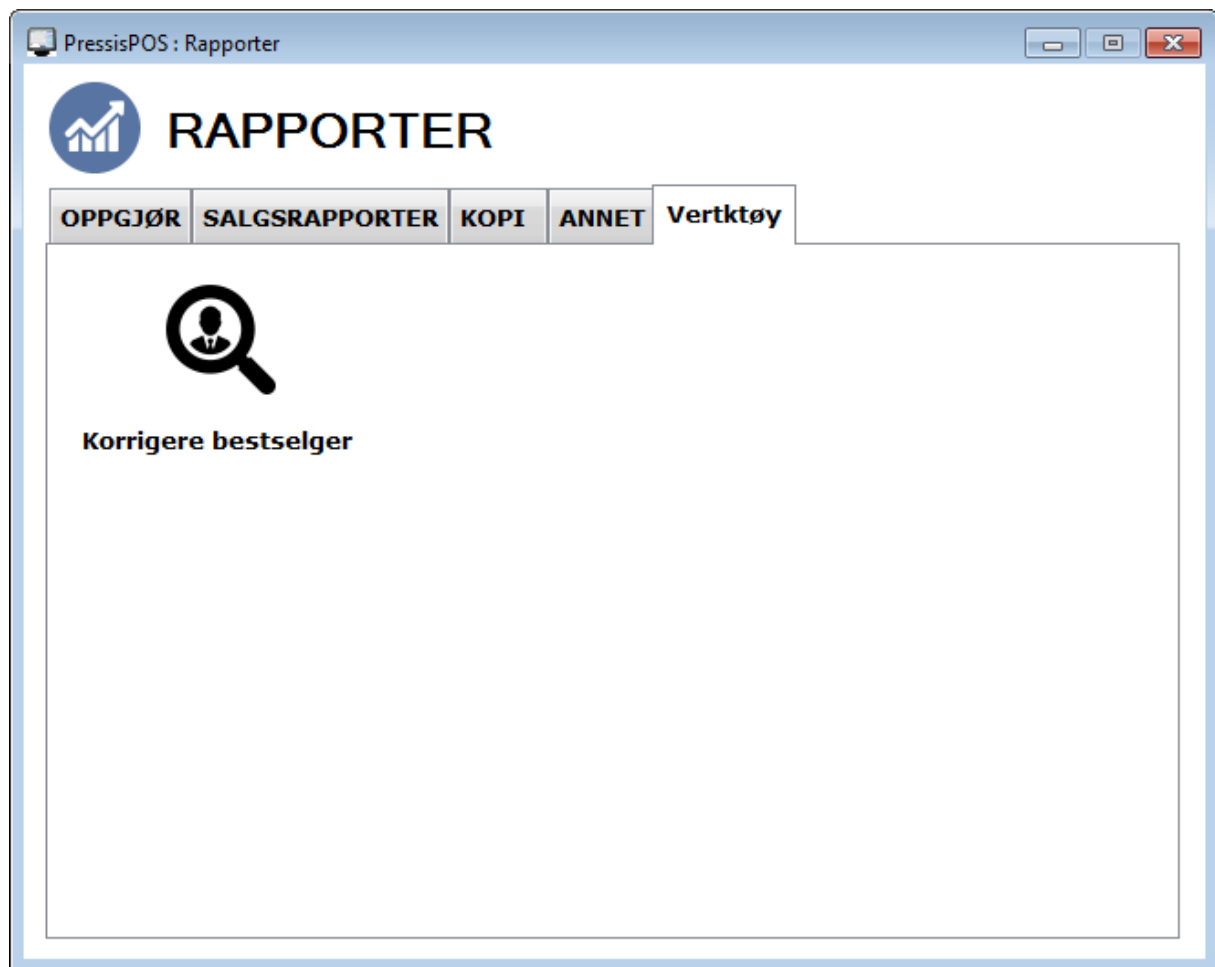 PressisPOS : Rapporter
RAPPORTER
OPPGJØR SALGSRAPPORTER KOPI ANNET Vertktøy
Korrigere bestselger